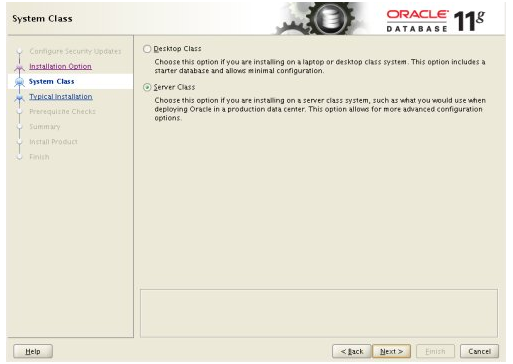 System Class
ORACLE 11g
DATABASE
Configure Security Updates
Installation Option
System Class
Typical Installation
Prerequisite Checks
Summary
Install Product
Finish
Desktop Class
Choose this option if you are installing on a laptop or desktop class system. This option includes a
starter database and allows minimal configuration.
Server Class
Choose this option if you are installing on a server class system, such as what you would use when
deploying Oracle in a production data center. This option allows for more advanced configuration
options.
Help
< Back
Next >
Finish
Cancel